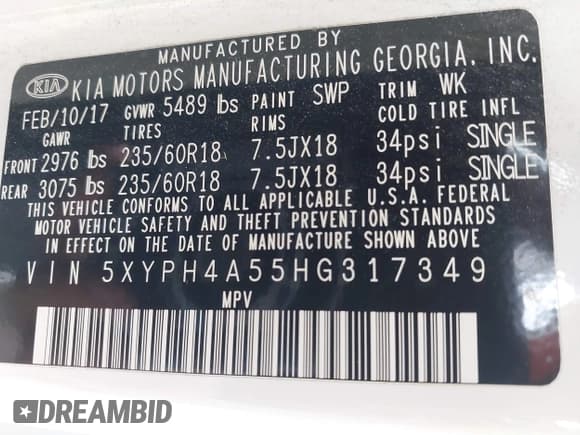 MANUFACTURED BY
KIA KIA MOTORS MANUFACTURING GEORGIA, INC.
FEB/10/17 GVWR 5489 lbs PAINT SWP TRIM WK
GAWR TIRES RIMS COLD TIRE INFL
FRONT 2976 lbs 235/60R18 7.5JX18 34psi SINGLE
REAR 3075 lbs 235/60R18 7.5JX18 34psi SINGLE
THIS VEHICLE CONFORMS TO ALL APPLICABLE U.S.A. FEDERAL
MOTOR VEHICLE SAFETY AND THEFT PREVENTION STANDARDS
IN EFFECT ON THE DATE OF MANUFACTURE SHOWN ABOVE
VIN 5XYPH4A55HG317349
MPV
DREAMBID